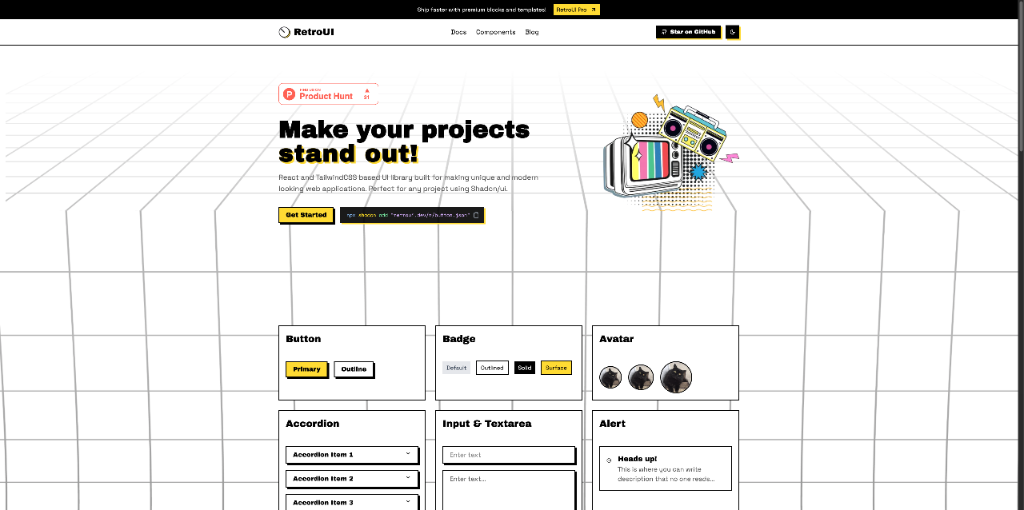 Ship faster with premium blocks and templates!
RetroUI Pro
RetroUI
Docs
Components
Blog
Star on GitHub
Product Hunt
Make your projects
stand out!
React and TailwindCSS based UI library built for making unique and modern
looking web applications. Perfect for any project using Shadcn/ui.
Get Started
npx shadcn add "retroui.dev/r/button.json"
Button
Primary
Outline
Badge
Default
Outlined
Solid
Surface
Avatar
Accordion
Accordion Item 1
Accordion Item 2
Accordion Item 3
Input & Textarea
Enter text
Enter text...
Alert
Heads up!
This is where you can write
description that no one reads...